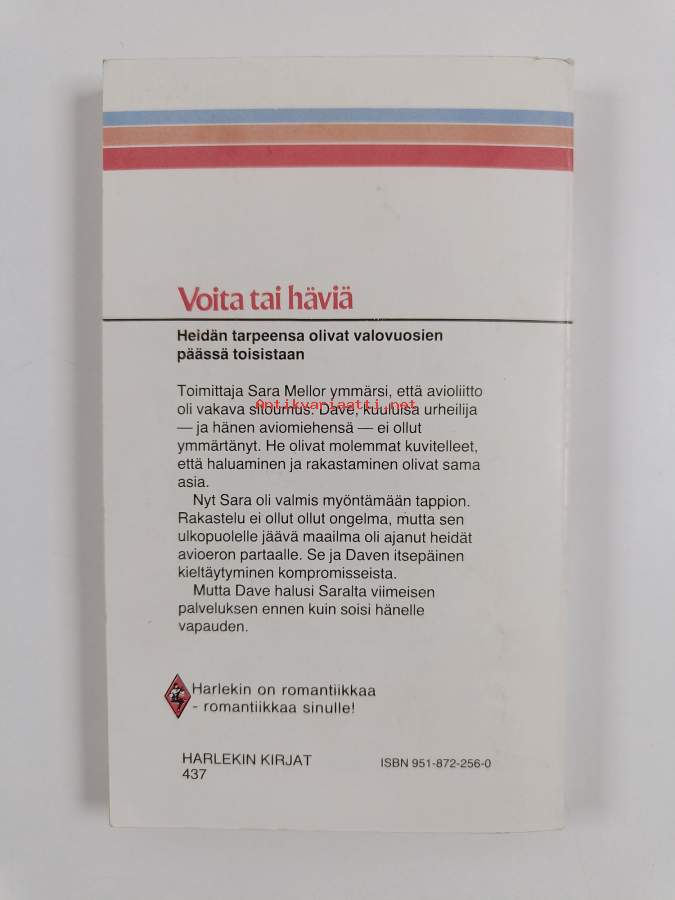 Voita tai häviä
Heidän tarpeensa olivat valovuosien
päässä toisistaan
Toimittaja Sara Mellor ymmärsi, että avioliitto
oli vakava sitoumus. Dave, kuuluisa urheilija
Antikvariaatti.net
— ja hänen aviomiehensä — ei ollut
ymmärtänyt. He olivat molemmat kuvitelleet,
että haluaminen ja rakastaminen olivat sama
asia.
Nyt Sara oli valmis myöntämään tappion.
Rakastelu ei ollut ollut ongelma, mutta sen
ulkopuolelle jäävä maailma oli ajanut heidät
avioeron partaalle. Se ja Daven itsepäinen
kieltäytyminen kompromisseista.
Mutta Dave halusi Saralta viimeisen
palveluksen ennen kuin soisi hänelle
vapauden.
Harlekin on romantiikkaa
- romantiikkaa sinulle!
HARLEKIN KIRJAT
437
ISBN 951-872-256-0